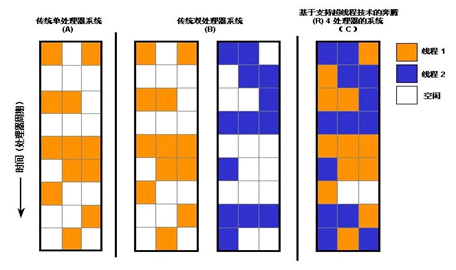 传统单处理器系统
(A)
传统双处理器系统
(B)
基于支持超线程技术的奔腾
(R) 4 处理器的系统
( C )
线程 1
线程 2
空闲
时间（处理器周期）